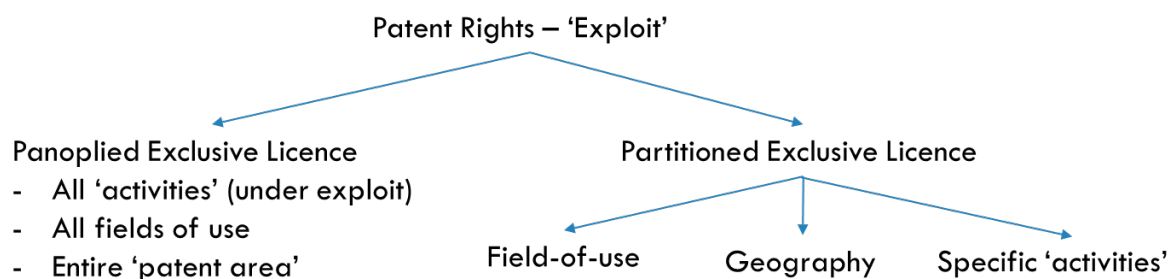 Patent Rights – ‘Exploit’
Panoplied Exclusive Licence
- All ‘activities’ (under exploit)
- All fields of use
- Entire ‘patent area’
Partitioned Exclusive Licence
Field-of-use
Geography
Specific ‘activities’